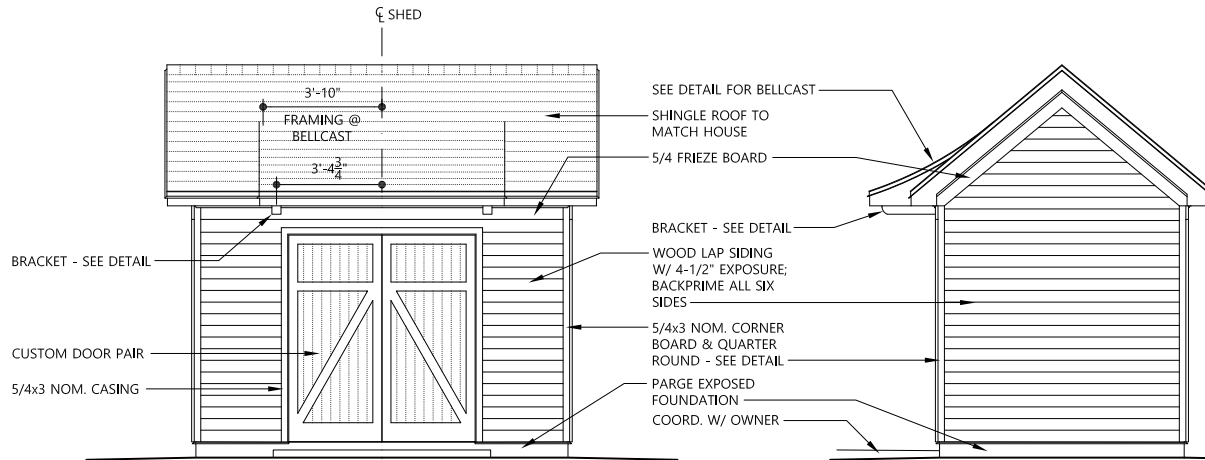 ℄ SHED
3'-10"
FRAMING @
BELLCAST
3'-4 3/4"
BRACKET - SEE DETAIL
CUSTOM DOOR PAIR
5/4x3 NOM. CASING
SEE DETAIL FOR BELLCAST
SHINGLE ROOF TO
MATCH HOUSE
5/4 FRIEZE BOARD
BRACKET - SEE DETAIL
WOOD LAP SIDING
W/ 4-1/2" EXPOSURE;
BACKPRIME ALL SIX
SIDES
5/4x3 NOM. CORNER
BOARD & QUARTER
ROUND - SEE DETAIL
PARGE EXPOSED
FOUNDATION
COORD. W/ OWNER